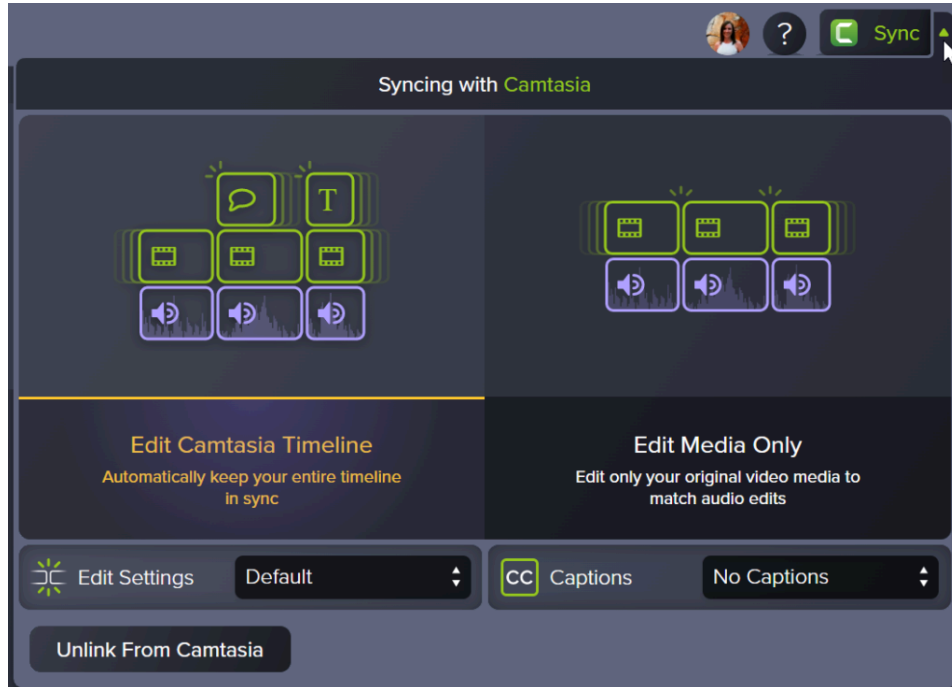 ? Sync
Syncing with Camtasia
T
Edit Camtasia Timeline
Automatically keep your entire timeline
in sync
Edit Media Only
Edit only your original video media to
match audio edits
Edit Settings Default
CC Captions No Captions
Unlink From Camtasia